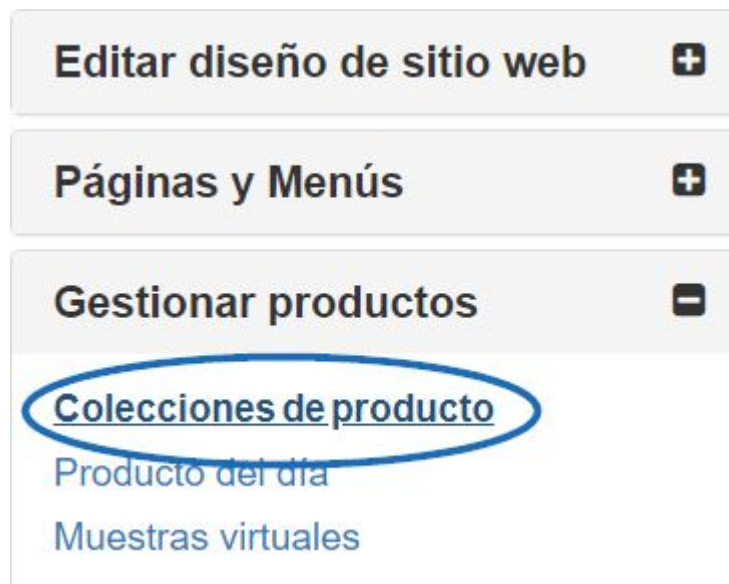 Editar diseño de sitio web
Páginas y Menús
Gestionar productos
Colecciones de producto
Producto del día
Muestras virtuales